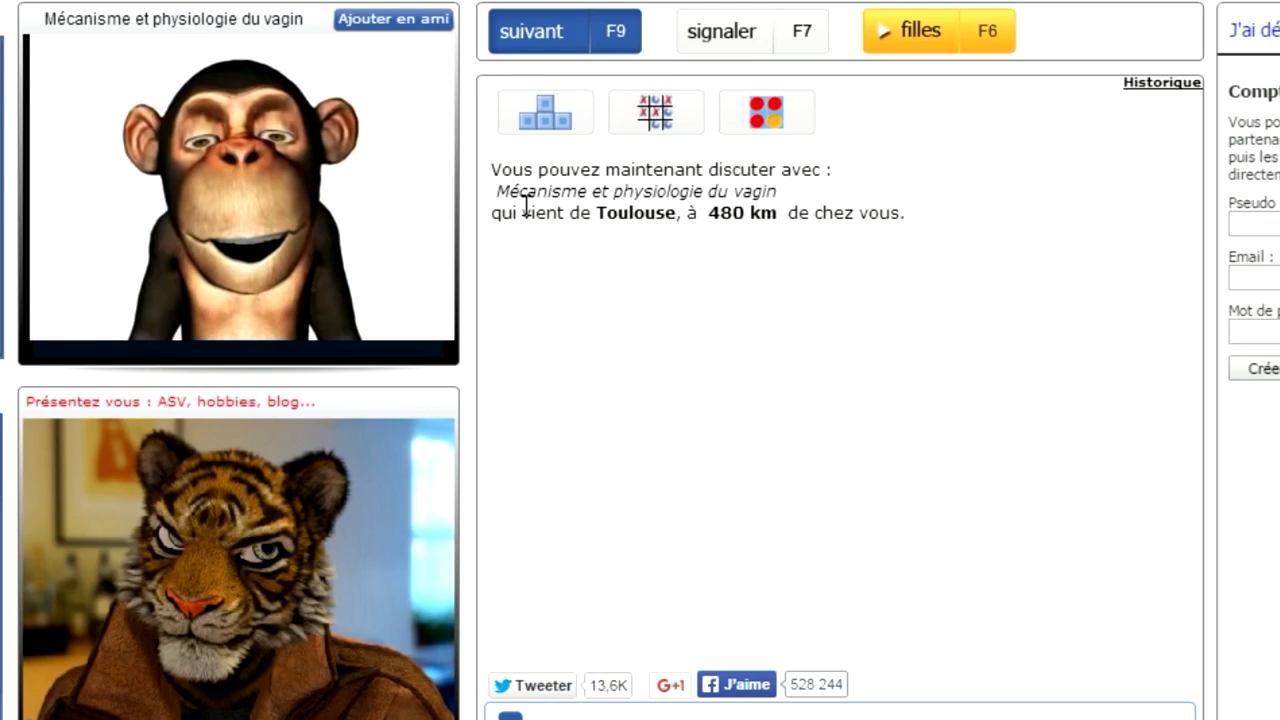 Mécanisme et physiologie du vagin
Ajouter en ami
suivant F9
signaler F7
filles F6
Historique
Vous pouvez maintenant discuter avec :
Mécanisme et physiologie du vagin
qui vient de Toulouse, à 480 km de chez vous.
Présentez vous : ASV, hobbies, blog...
Tweeter 13,6K
G+1
J'aime 528 244
J'ai dé
Comp
Vous po
partena
puis les
directen
Pseudo
Email :
Mot de p
Crée